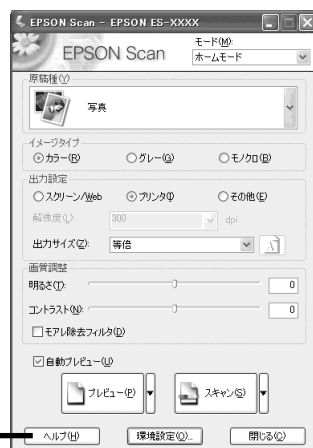 EPSON Scan - EPSON ES-XXXX
EPSON Scan
モード(M):
ホームモード
原稿種(Y)
写真
イメージタイプ
カラー(R) グレー(G) モノクロ(B)
出力設定
スクリーン/Web プリンタ(I) その他(E)
解像度(L) 300 dpi
出力サイズ(Z): 等倍
画質調整
明るさ(T): 0
コントラスト(N): 0
モアレ除去フィルタ(D)
自動プレビュー(U)
プレビュー(P) スキャン(S)
ヘルプ(H) 環境設定(O)... 閉じる(C)